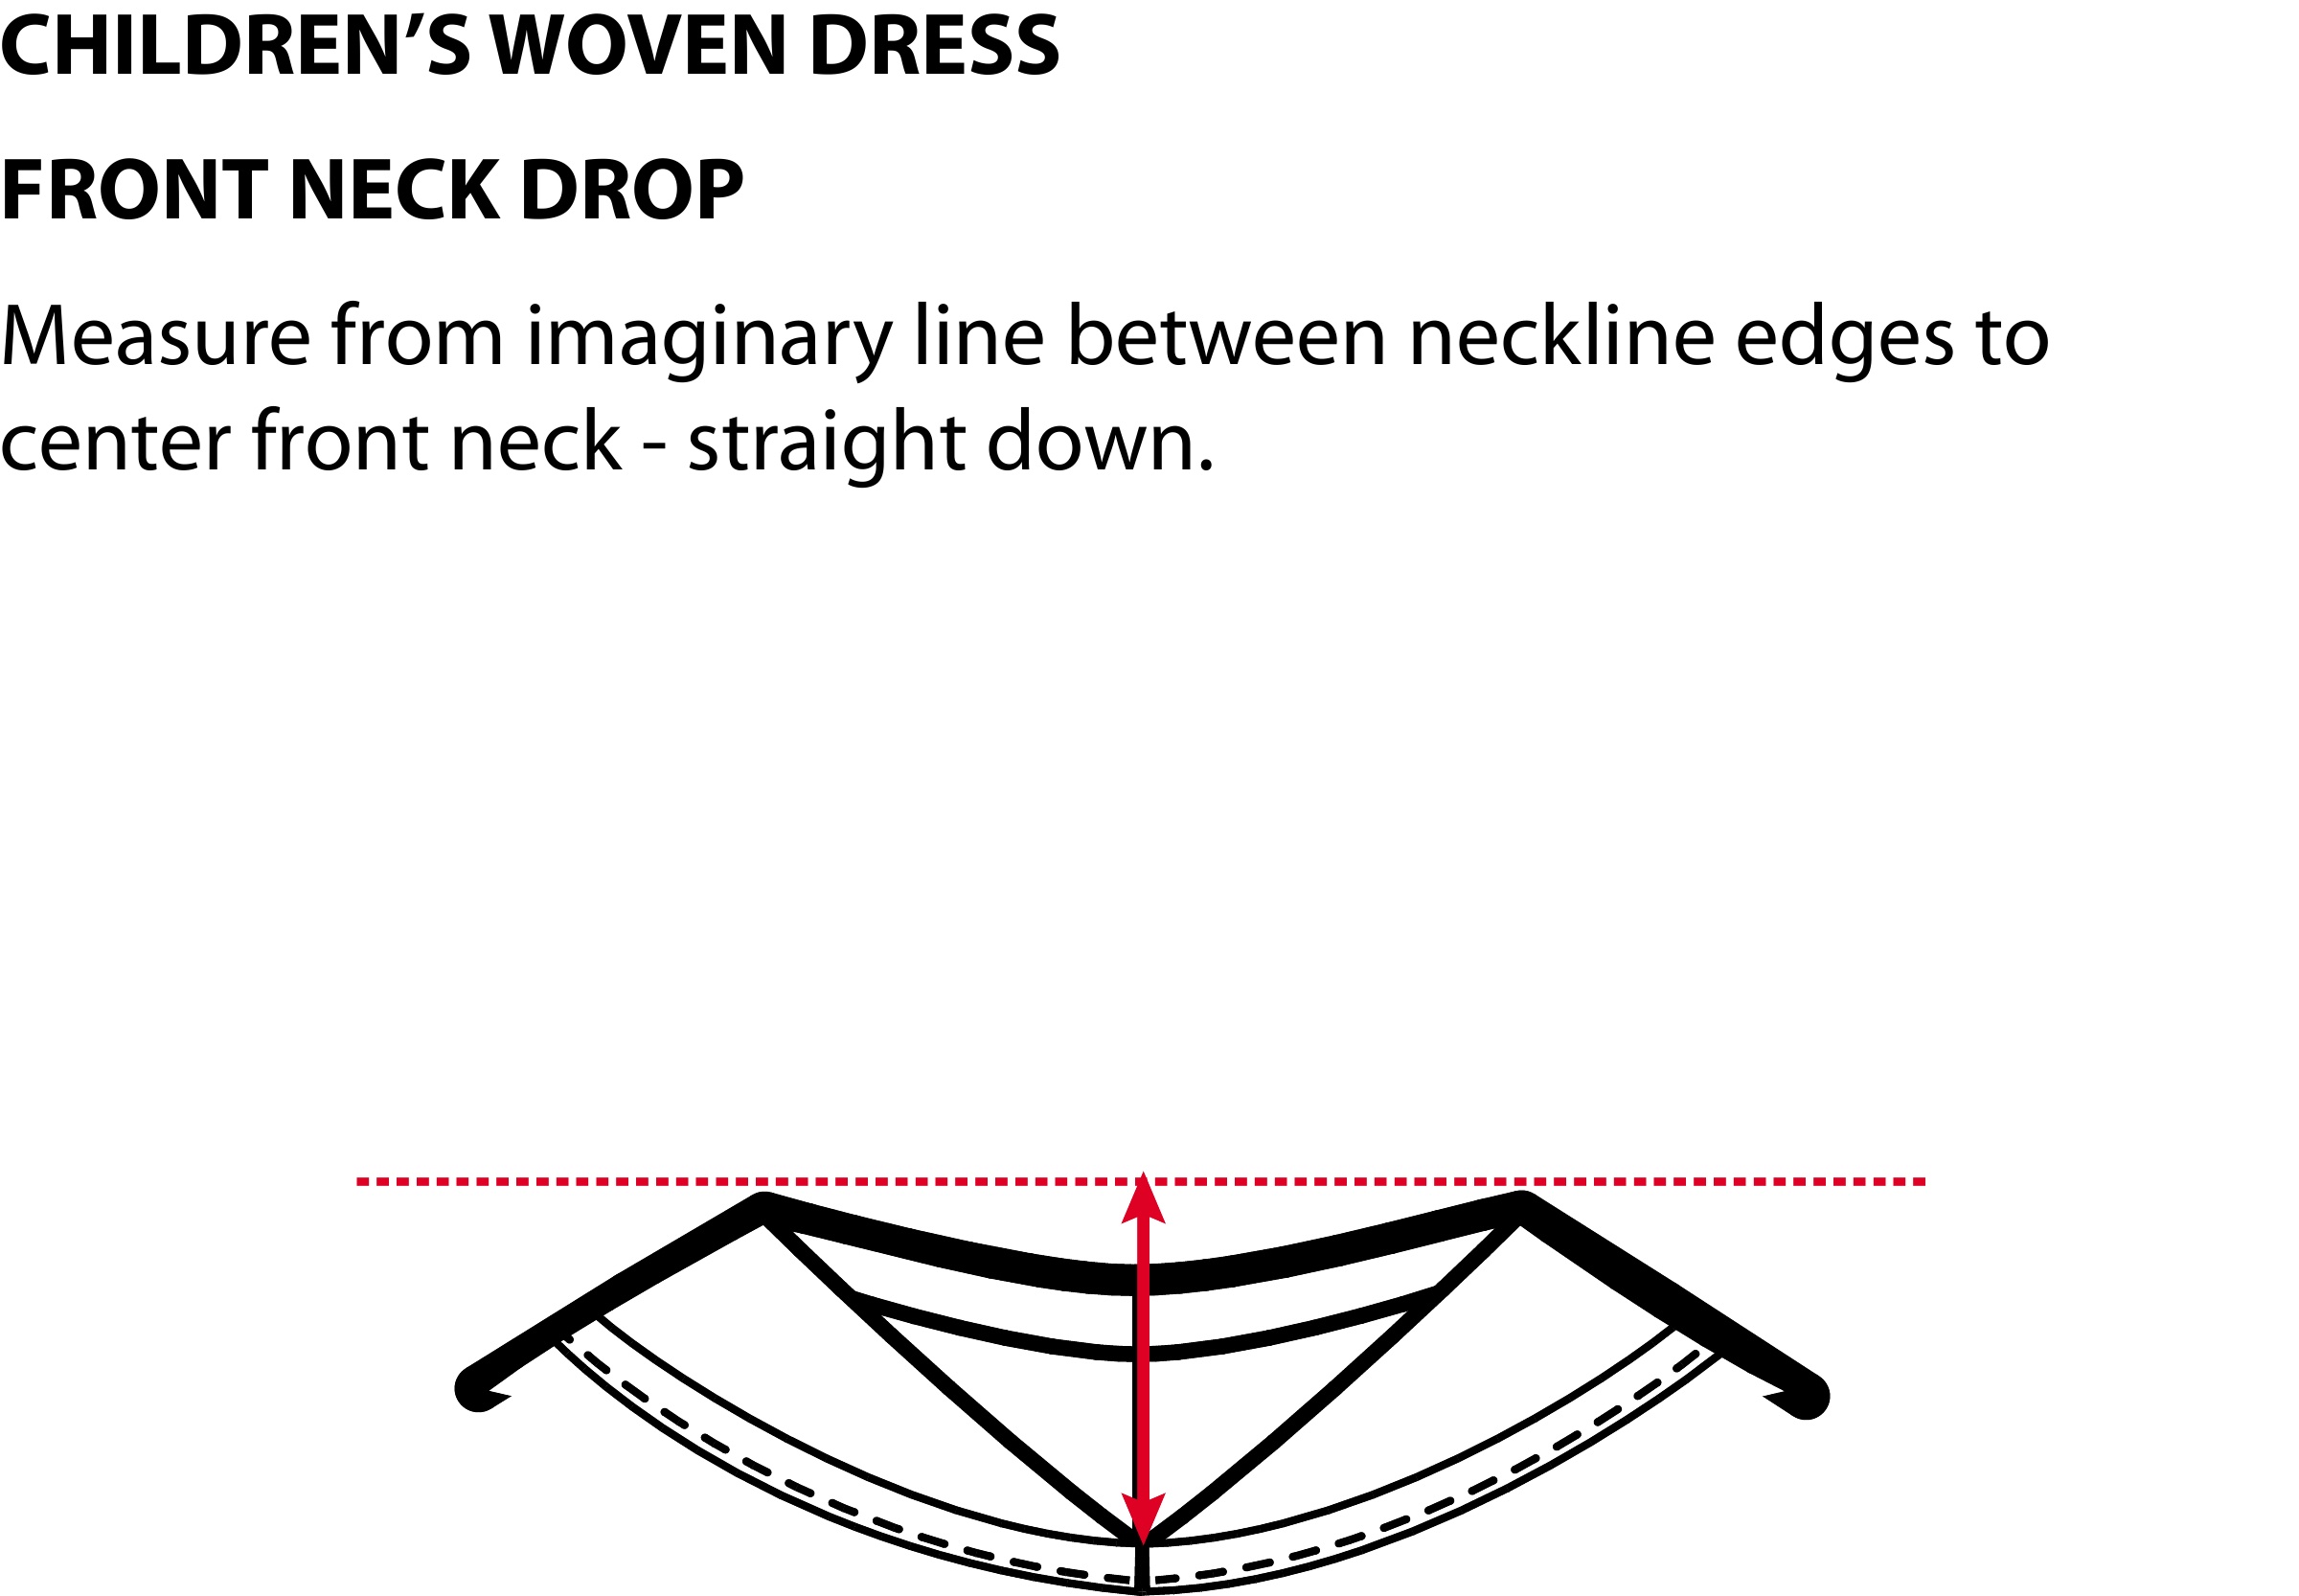 CHILDREN’S WOVEN DRESS
FRONT NECK DROP
Measure from imaginary line between neckline edges to
center front neck - straight down.